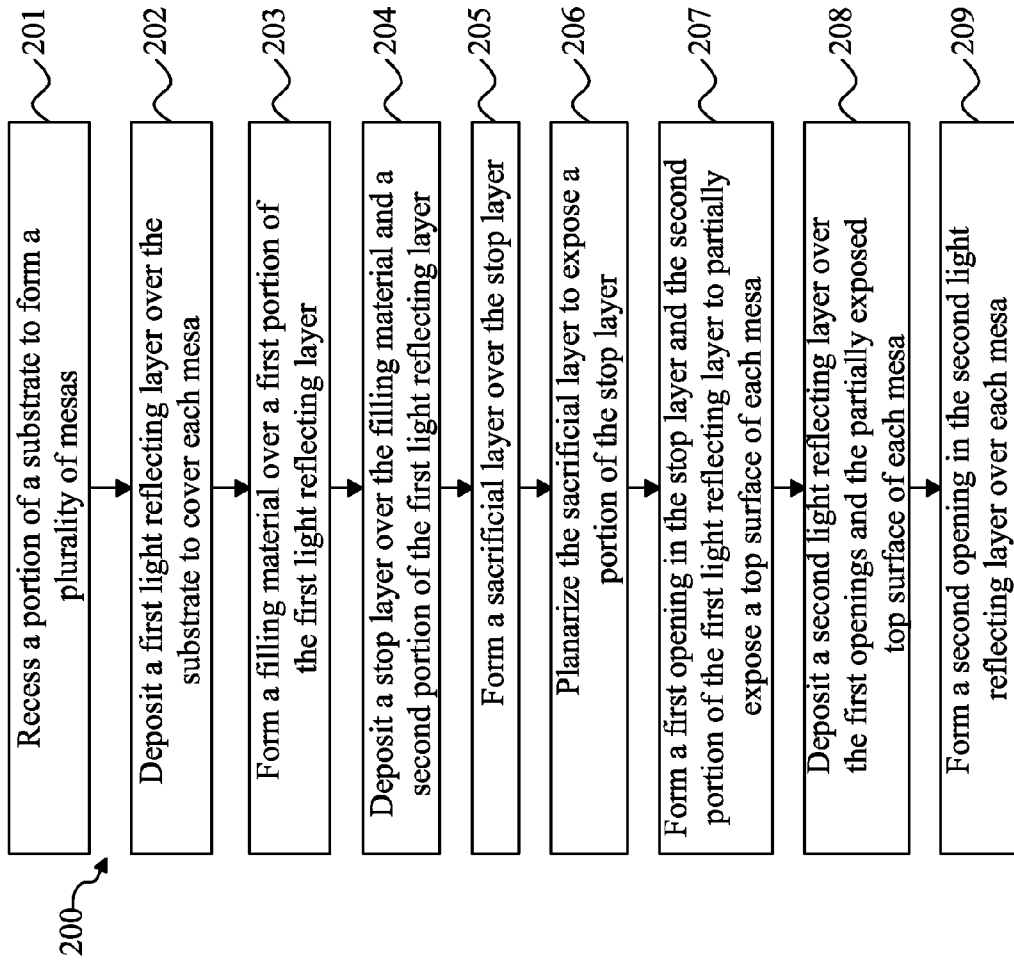 200
Recess a portion of a substrate to form a
plurality of mesas
201
Deposit a first light reflecting layer over the
substrate to cover each mesa
202
Form a filling material over a first portion of
the first light reflecting layer
203
Deposit a stop layer over the filling material and a
second portion of the first light reflecting layer
204
Form a sacrificial layer over the stop layer
205
Planarize the sacrificial layer to expose a
portion of the stop layer
206
Form a first opening in the stop layer and the second
portion of the first light reflecting layer to partially
expose a top surface of each mesa
207
Deposit a second light reflecting layer over
the first openings and the partially exposed
top surface of each mesa
208
Form a second opening in the second light
reflecting layer over each mesa
209